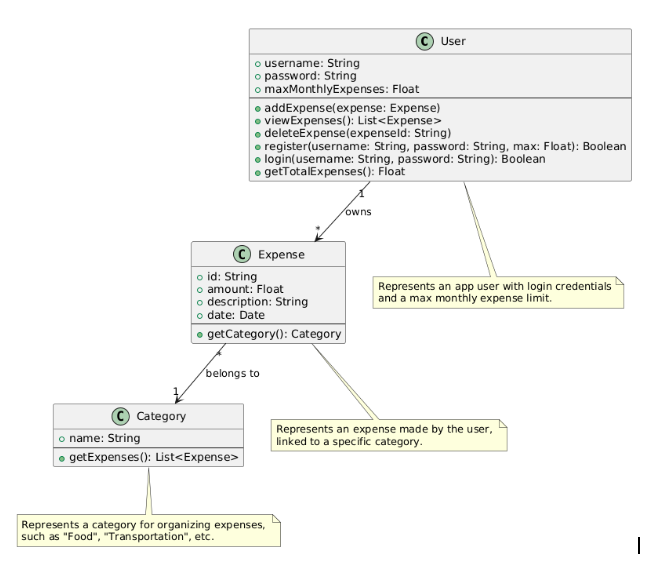 C User
username: String
password: String
maxMonthlyExpenses: Float
addExpense(expense: Expense)
viewExpenses(): List<Expense>
deleteExpense(expenseId: String)
register(username: String, password: String, max: Float): Boolean
login(username: String, password: String): Boolean
getTotalExpenses(): Float
1
owns
*
C Expense
id: String
amount: Float
description: String
date: Date
getCategory(): Category
Represents an app user with login credentials
and a max monthly expense limit.
*
belongs to
1
C Category
name: String
getExpenses(): List<Expense>
Represents an expense made by the user,
linked to a specific category.
Represents a category for organizing expenses,
such as "Food", "Transportation", etc.